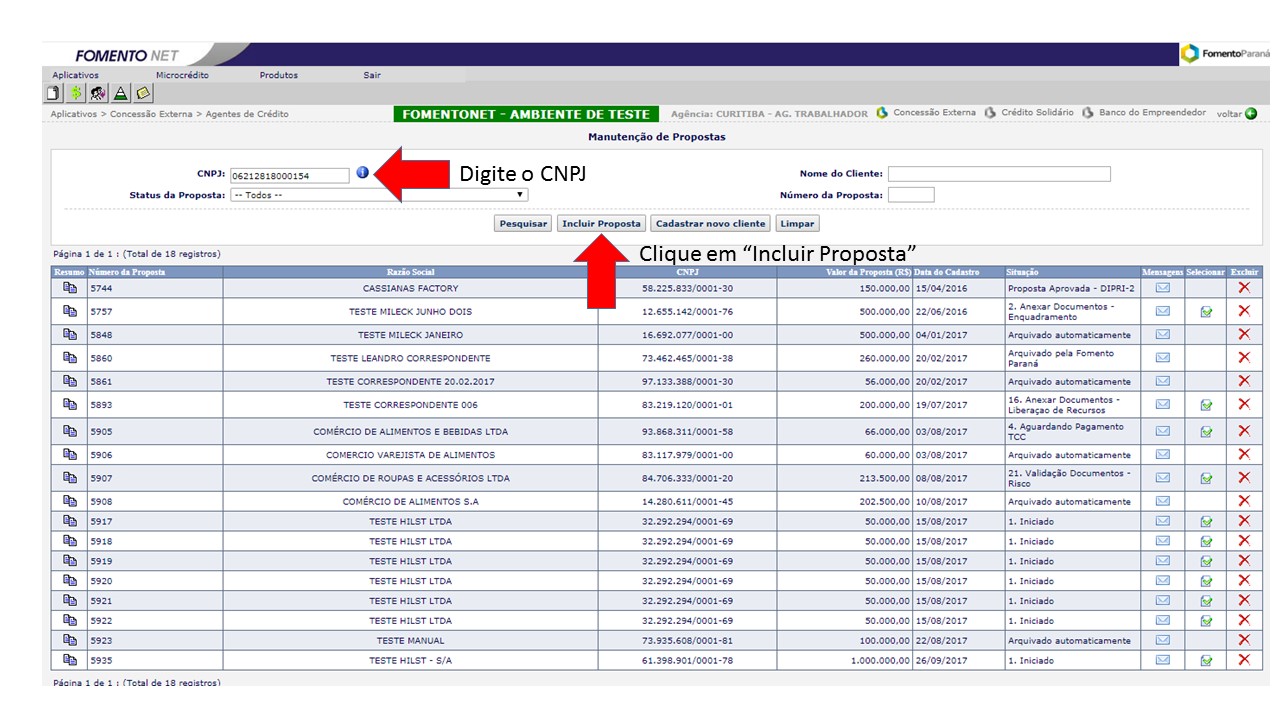 FOMENTO NET
FomentoParaná
Aplicativos Microcrédito Produtos Sair
Aplicativos > Concessão Externa > Agentes de Crédito FOMENTONET - AMBIENTE DE TESTE Agência: CURITIBA - AG. TRABALHADOR Concessão Externa Crédito Solidário Banco do Empreendedor voltar
Manutenção de Propostas
CNPJ: 06212818000154 Digite o CNPJ Nome do Cliente:
Status da Proposta: -- Todos -- Número da Proposta:
Pesquisar Incluir Proposta Cadastrar novo cliente Limpar
Clique em “Incluir Proposta”
Página 1 de 1 : (Total de 18 registros)
Resumo Número da Proposta Razão Social CNPJ Valor da Proposta (R$) Data do Cadastro Situação Mensagens Selecionar Excluir
5744 CASSIANAS FACTORY 58.225.833/0001-30 150.000,00 15/04/2016 Proposta Aprovada - DIPRI-2
5757 TESTE MILECK JUNHO DOIS 12.655.142/0001-76 500.000,00 22/06/2016 2. Anexar Documentos -
Enquadramento
5848 TESTE MILECK JANEIRO 16.692.077/0001-00 500.000,00 04/01/2017 Arquivado automaticamente
5860 TESTE LEANDRO CORRESPONDENTE 73.462.465/0001-38 260.000,00 20/02/2017 Arquivado pela Fomento
Paraná
5861 TESTE CORRESPONDENTE 20.02.2017 97.133.388/0001-30 56.000,00 20/02/2017 Arquivado automaticamente
5893 TESTE CORRESPONDENTE 006 83.219.120/0001-01 200.000,00 19/07/2017 16. Anexar Documentos -
Liberaçao de Recursos
5905 COMÉRCIO DE ALIMENTOS E BEBIDAS LTDA 93.868.311/0001-58 66.000,00 03/08/2017 4. Aguardando Pagamento
TCC
5906 COMERCIO VAREJISTA DE ALIMENTOS 83.117.979/0001-00 60.000,00 03/08/2017 Arquivado automaticamente
5907 COMÉRCIO DE ROUPAS E ACESSÓRIOS LTDA 84.706.333/0001-20 213.500,00 08/08/2017 21. Validação Documentos -
Risco
5908 COMÉRCIO DE ALIMENTOS S.A 14.280.611/0001-45 202.500,00 10/08/2017 Arquivado automaticamente
5917 TESTE HILST LTDA 32.292.294/0001-69 50.000,00 15/08/2017 1. Iniciado
5918 TESTE HILST LTDA 32.292.294/0001-69 50.000,00 15/08/2017 1. Iniciado
5919 TESTE HILST LTDA 32.292.294/0001-69 50.000,00 15/08/2017 1. Iniciado
5920 TESTE HILST LTDA 32.292.294/0001-69 50.000,00 15/08/2017 1. Iniciado
5921 TESTE HILST LTDA 32.292.294/0001-69 50.000,00 15/08/2017 1. Iniciado
5922 TESTE HILST LTDA 32.292.294/0001-69 50.000,00 15/08/2017 1. Iniciado
5923 TESTE MANUAL 73.935.608/0001-81 100.000,00 22/08/2017 Arquivado automaticamente
5935 TESTE HILST - S/A 61.398.901/0001-78 1.000.000,00 26/09/2017 1. Iniciado
Página 1 de 1 : (Total de 18 registros)